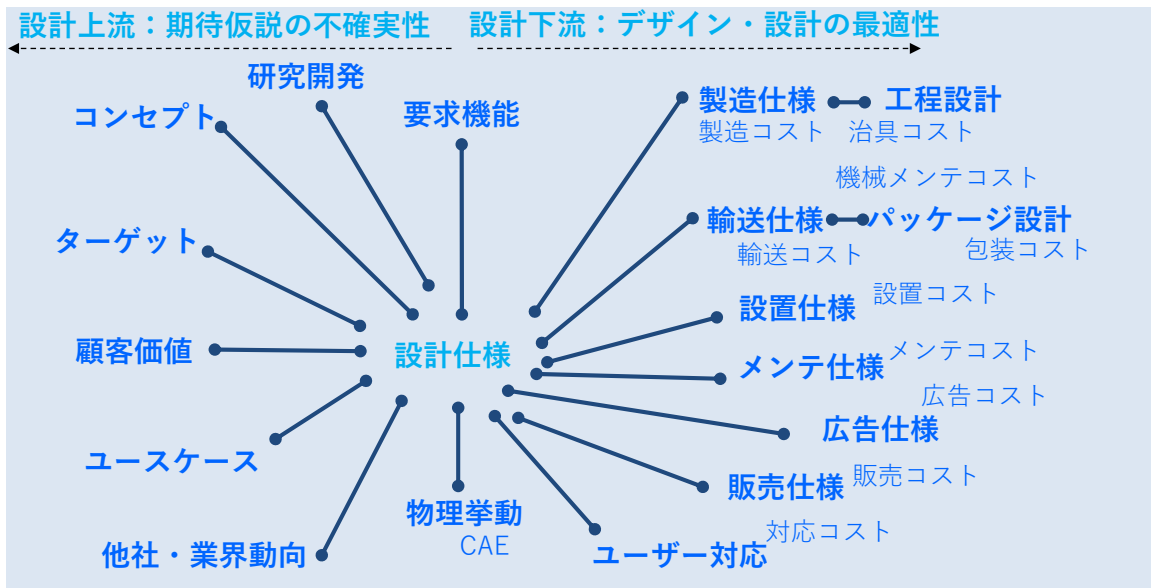 設計上流：期待仮説の不確実性
設計下流：デザイン・設計の最適性
研究開発
コンセプト
要求機能
ターゲット
顧客価値
ユースケース
他社・業界動向
設計仕様
物理挙動
CAE
製造仕様
工程設計
製造コスト
治具コスト
機械メンテコスト
輸送仕様
パッケージ設計
輸送コスト
包装コスト
設置コスト
設置仕様
メンテコスト
メンテ仕様
広告コスト
広告仕様
販売コスト
販売仕様
対応コスト
ユーザー対応